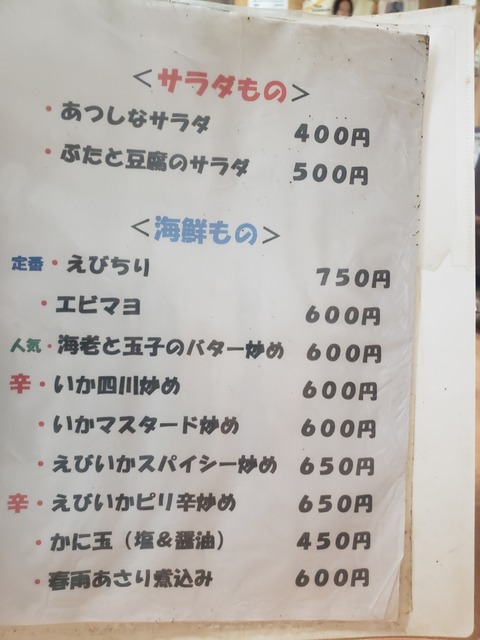 <サラダもの>
・あつしなサラダ 400円
・ぶたと豆腐のサラダ 500円
<海鮮もの>
定番・えびちり 750円
・エビマヨ 600円
人気・海老と玉子のバター炒め 600円
辛・いか四川炒め 600円
・いかマスタード炒め 600円
・えびいかスパイシー炒め 650円
辛・えびいかピリ辛炒め 650円
・かに玉（塩&醤油） 450円
・春雨あさり煮込み 600円